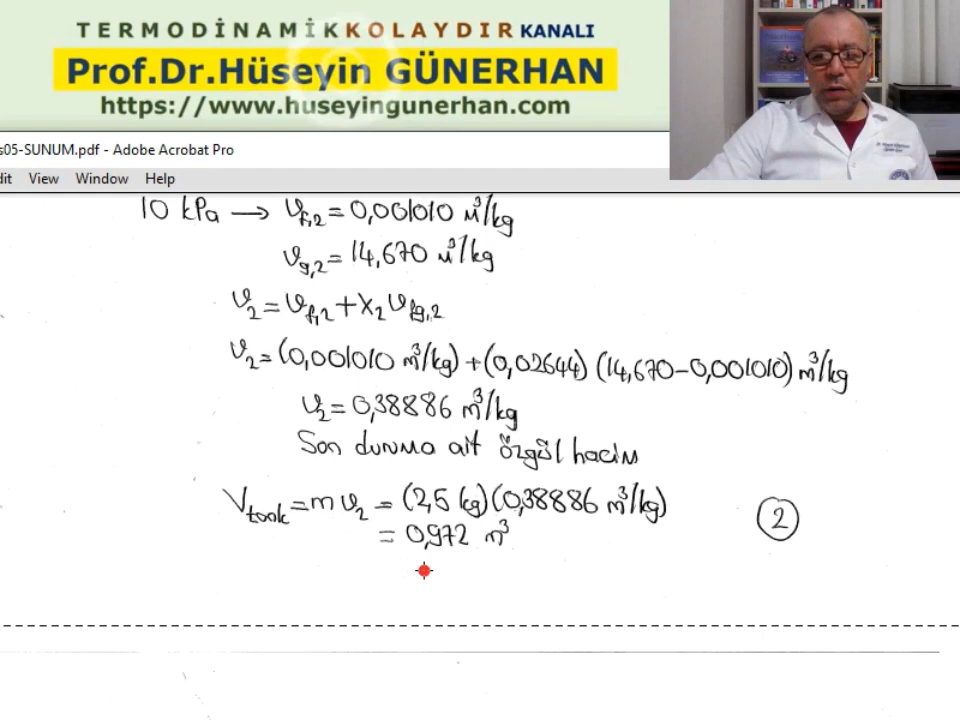 TERMODİNAMİKKOLAYDIR KANALI
Prof.Dr.Hüseyin GÜNERHAN
https://www.huseyingunerhan.com
s05-SUNUM.pdf - Adobe Acrobat Pro
dit View Window Help
10 kPa → v_f,2 = 0,001010 m³/kg
v_g,2 = 14,670 m³/kg
v_2 = v_f,2 + x_2 v_fg,2
v_2 = (0,001010 m³/kg) + (0,02644) (14,670 - 0,001010) m³/kg
v_2 = 0,38886 m³/kg
Son duruma ait özgül hacim
V_tank = m v_2 = (2,5 kg) (0,38886 m³/kg)
= 0,972 m³
2